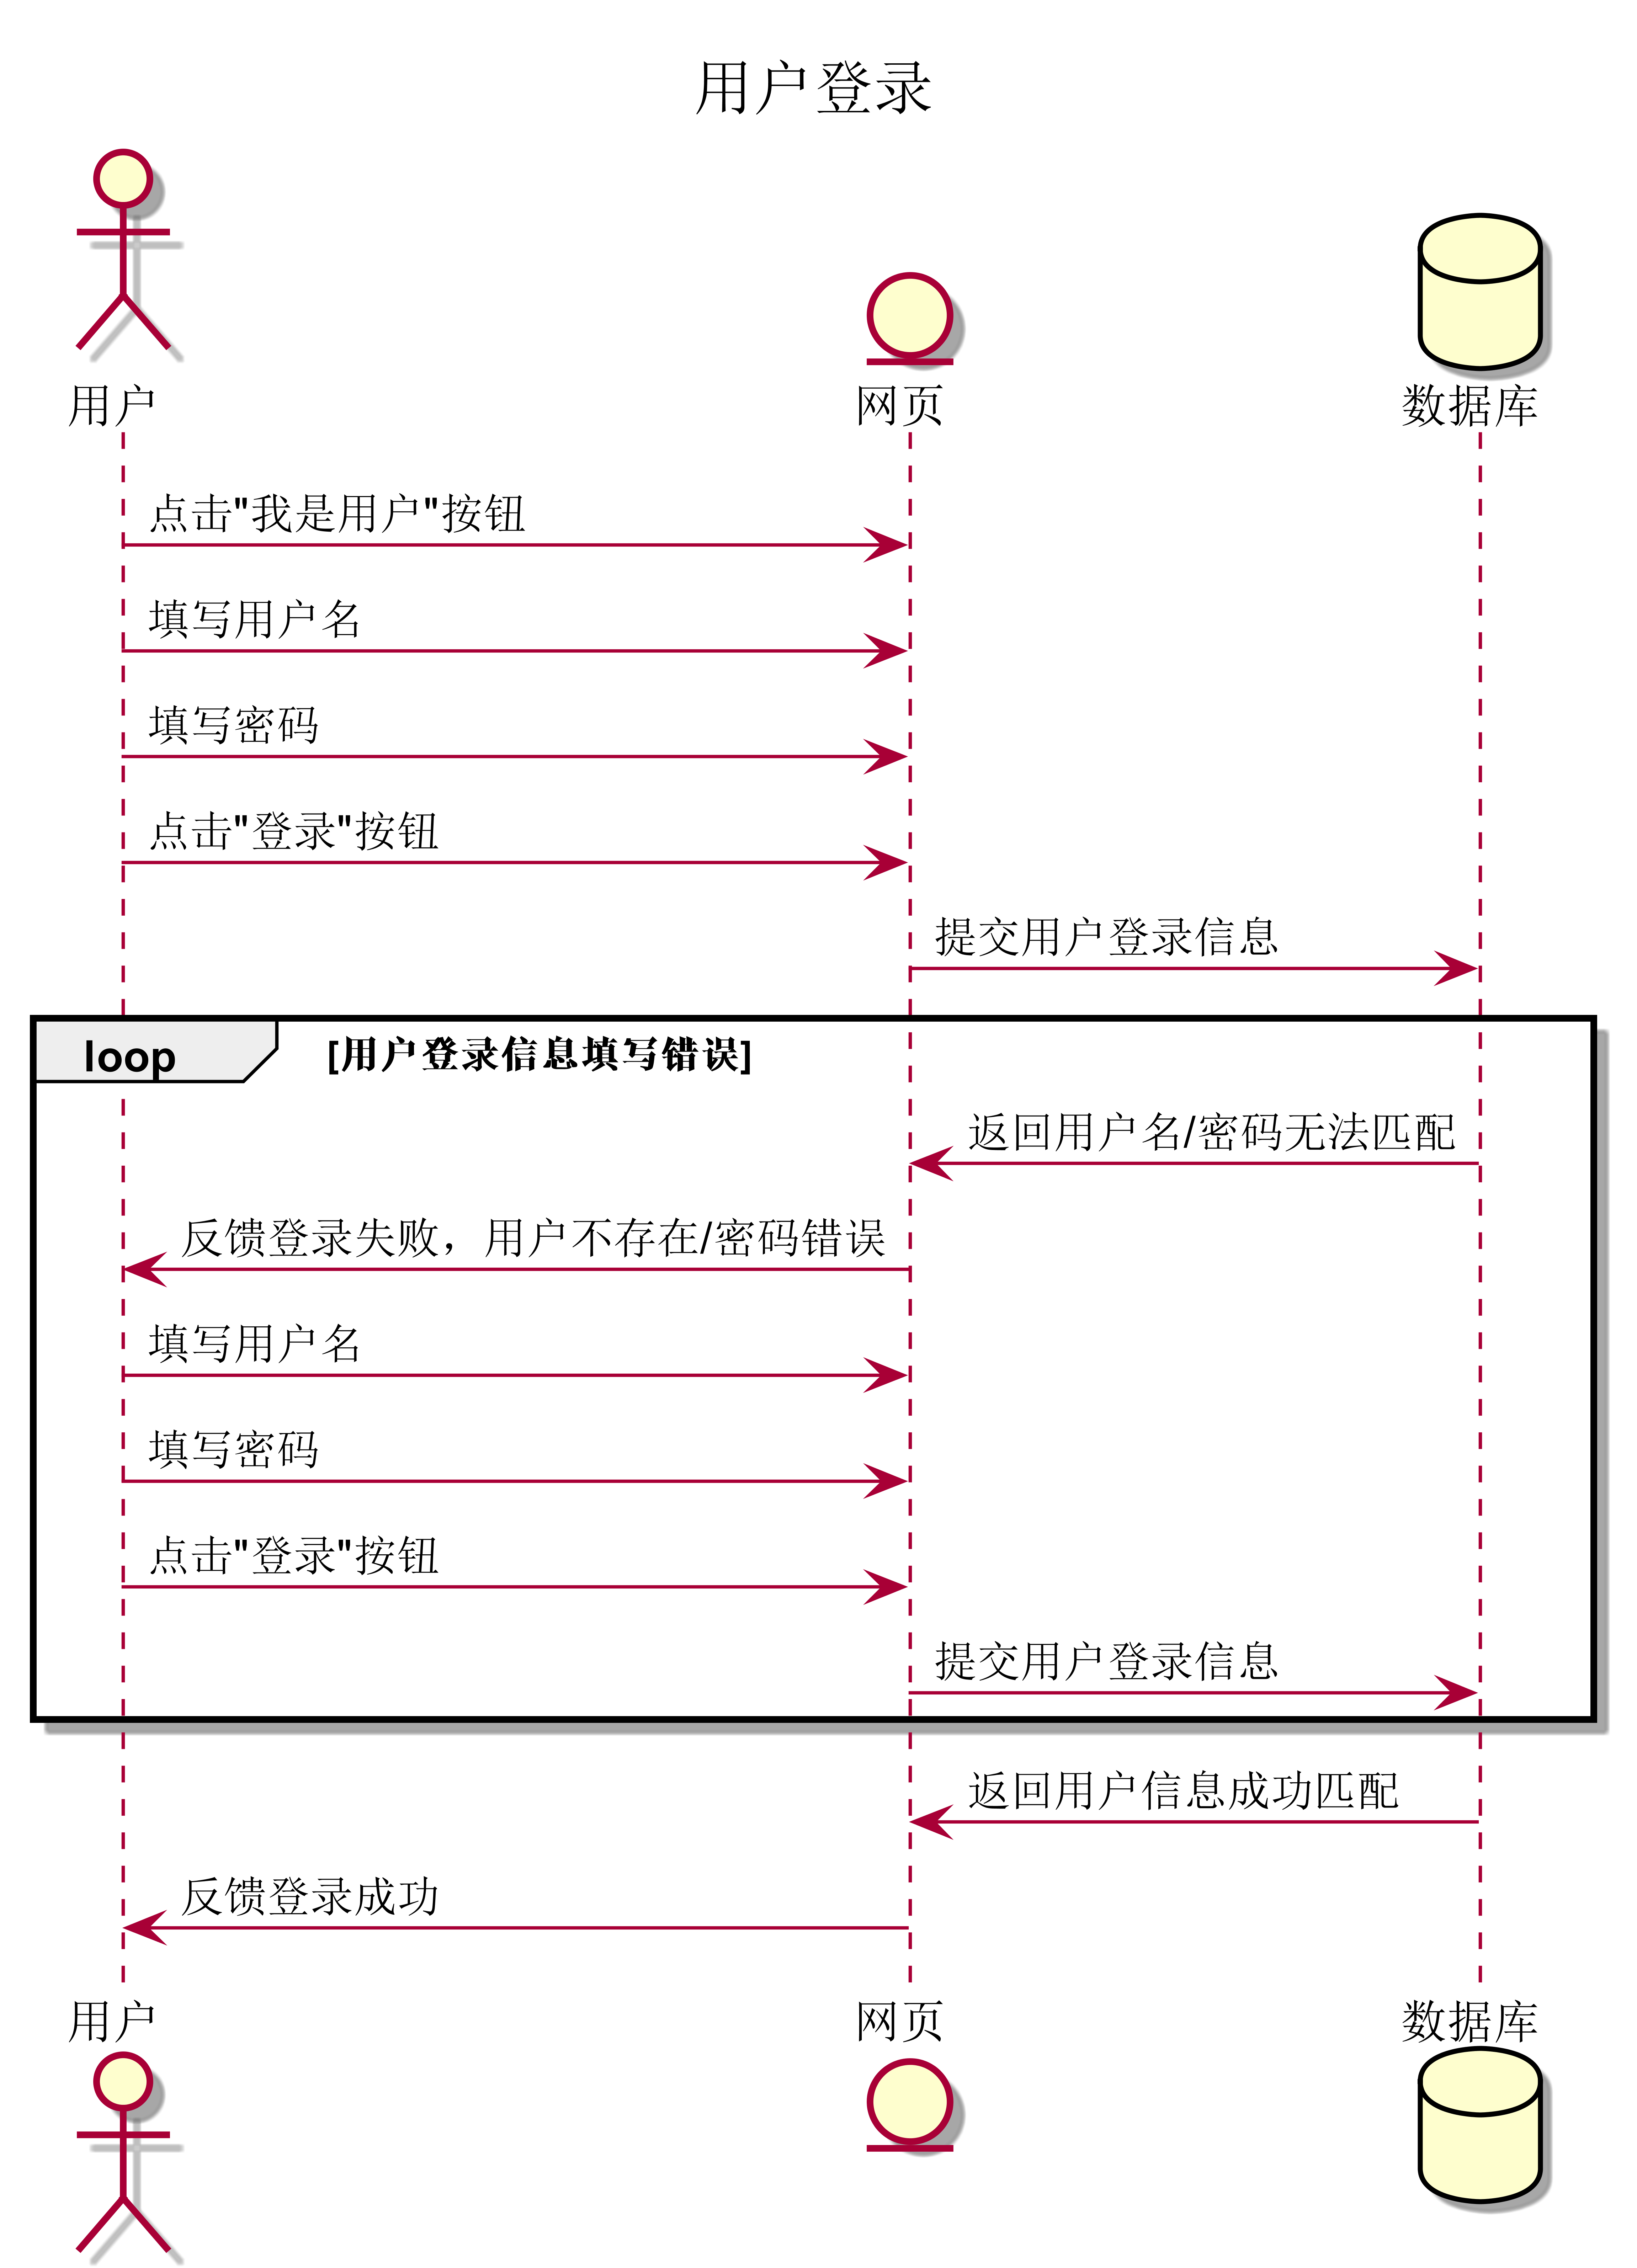 用户登录
用户 网页 数据库
点击"我是用户"按钮
填写用户名
填写密码
点击"登录"按钮
提交用户登录信息
loop [用户登录信息填写错误]
返回用户名/密码无法匹配
反馈登录失败，用户不存在/密码错误
填写用户名
填写密码
点击"登录"按钮
提交用户登录信息
返回用户信息成功匹配
反馈登录成功
用户 网页 数据库